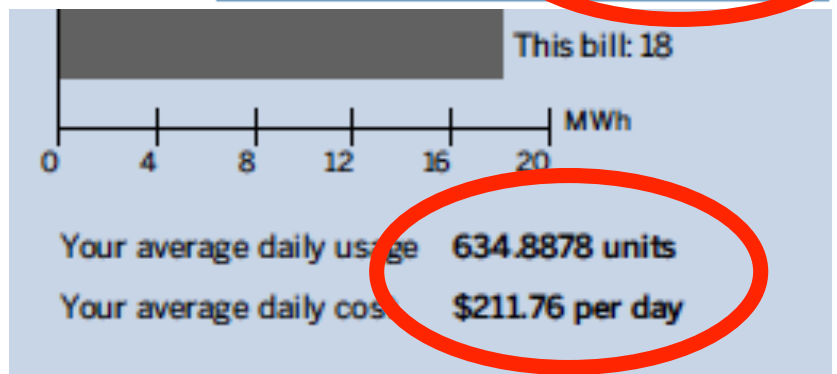 This bill: 18
MWh
0 4 8 12 16 20
Your average daily usage 634.8878 units
Your average daily cost $211.76 per day